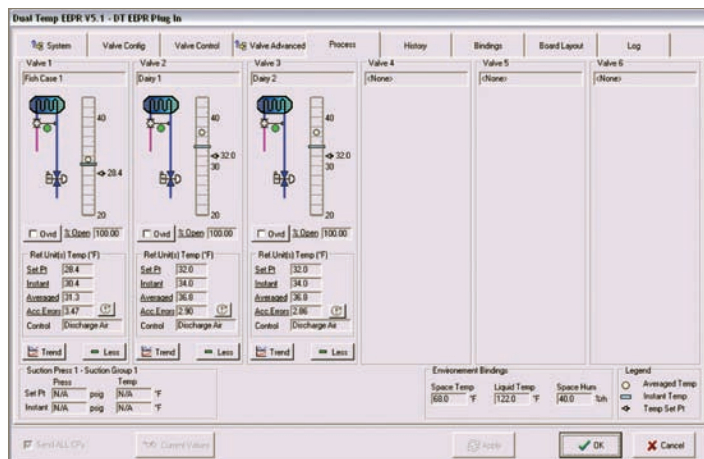 Dual Temp EEPR V5.1 - DT EEPR Plug In
System Valve Config Valve Control Valve Advanced Process History Bindings Board Layout Log
Valve 1 Valve 2 Valve 3 Valve 4 Valve 5 Valve 6
Fish Case 1 Dairy 1 Dairy 2 <None> <None> <None>
40 40 40
28.4 32.0 32.0
30 30
20 20 20
Ovrd % Open 100.00 Ovrd % Open 100.00 Ovrd % Open 100.00
Ref.Unit(s) Temp (°F) Ref.Unit(s) Temp (°F) Ref.Unit(s) Temp (°F)
Set Pt 28.4 Set Pt 32.0 Set Pt 32.0
Instant 30.4 Instant 34.0 Instant 34.0
Averaged 31.3 Averaged 36.8 Averaged 36.8
Acc.Errors 3.47 Acc.Errors 2.90 Acc.Errors 2.86
Control Discharge Air Control Discharge Air Control Discharge Air
Trend Less Trend Less Trend Less
Suction Press 1 - Suction Group 1 Environement Bindings Legend
Press Temp Space Temp Liquid Temp Space Hum Averaged Temp
Set Pt N/A psig N/A °F 68.0 °F 122.0 °F 40.0 %rh Instant Temp
Instant N/A psig N/A °F Temp Set Pt
Send ALL CFV Current Values Apply OK Cancel